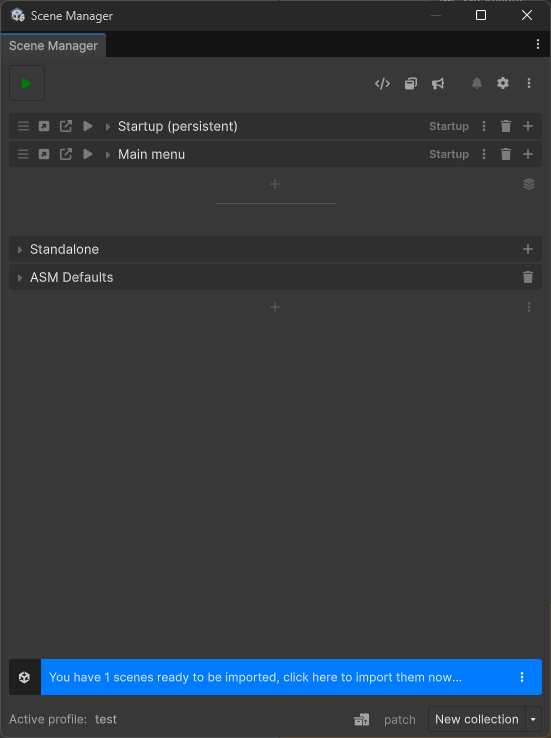 Scene Manager
Scene Manager
Startup (persistent) Startup
Main menu Startup
Standalone
ASM Defaults
You have 1 scenes ready to be imported, click here to import them now...
Active profile: test patch New collection